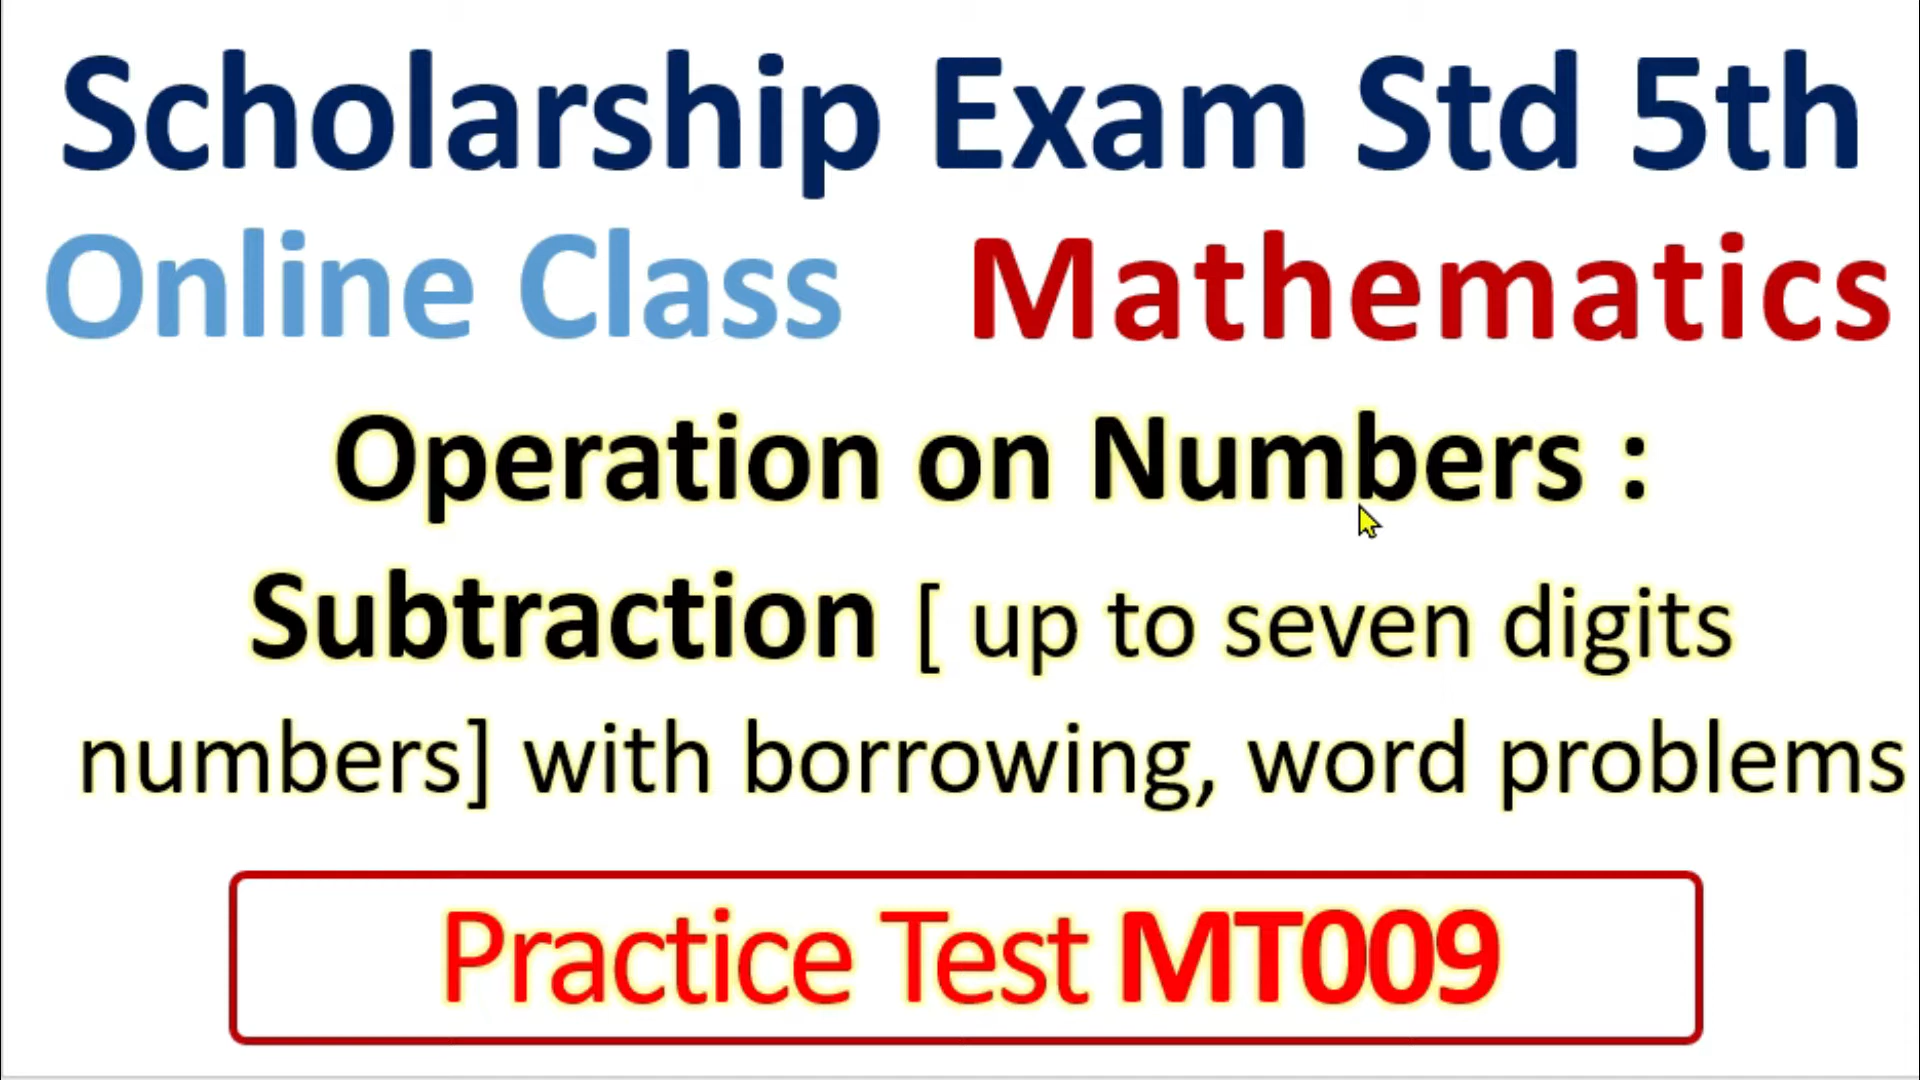 Scholarship Exam Std 5th
Online Class Mathematics
Operation on Numbers :
Subtraction [ up to seven digits
numbers] with borrowing, word problems
Practice Test MT009